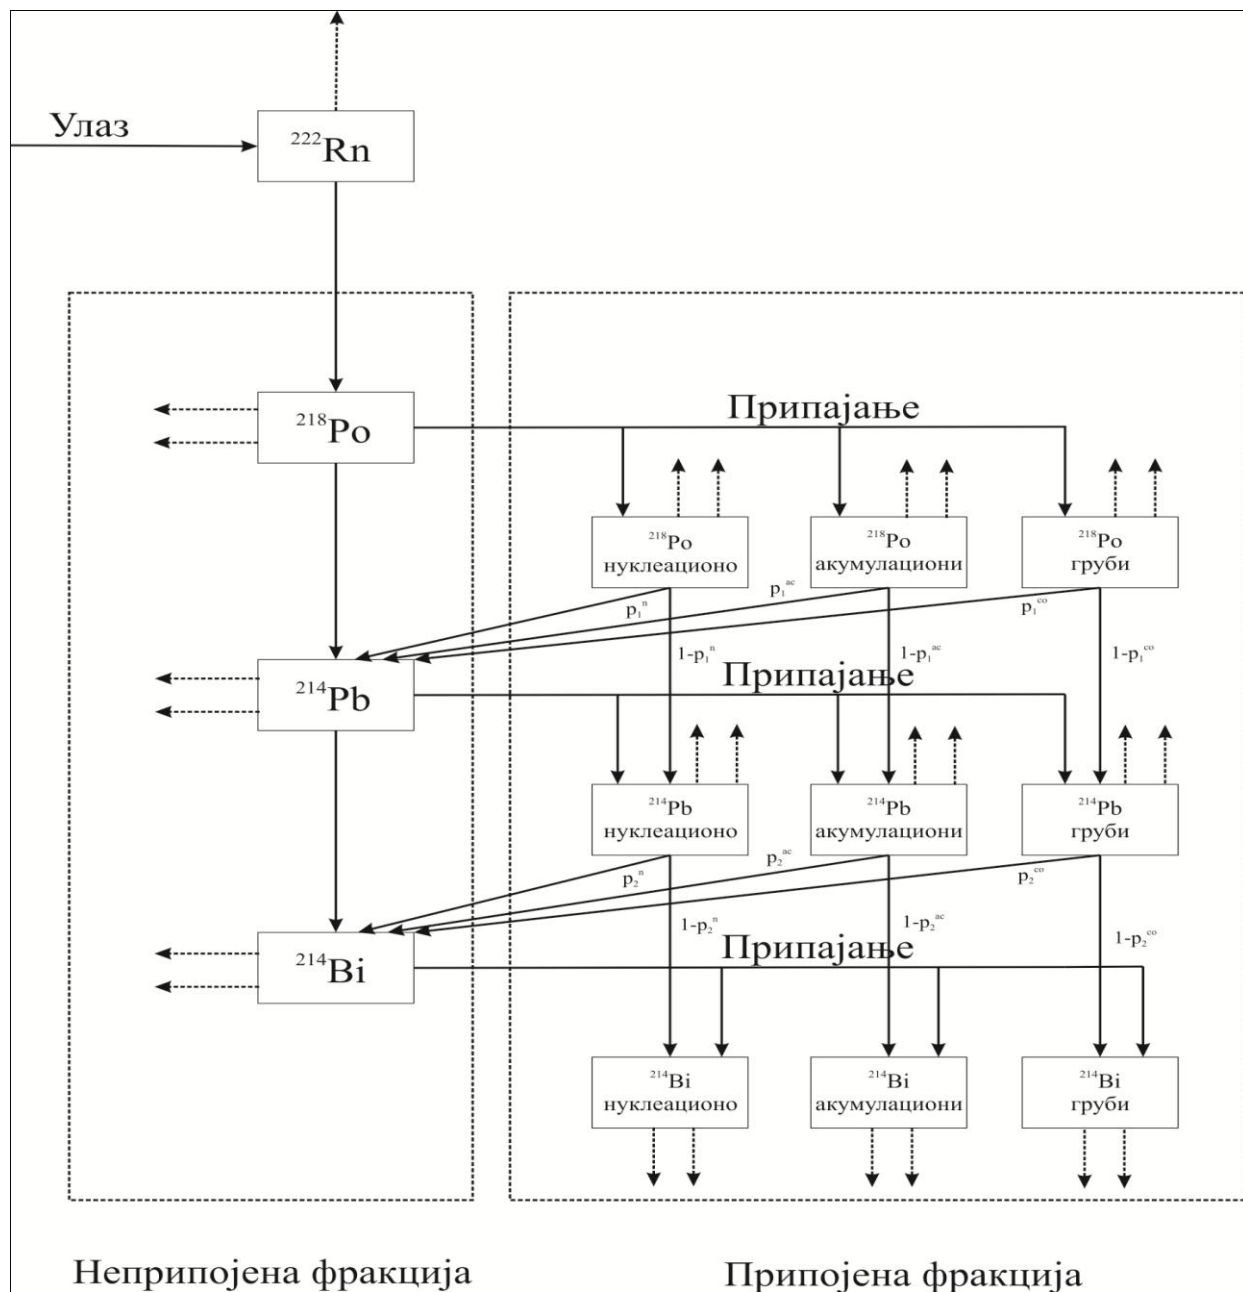 Улаз
²²²Rn
²¹⁸Po
Припајање
²¹⁸Po
нуклеационо
²¹⁸Po
акумулациони
²¹⁸Po
груби
p₁ⁿ
p₁ᵃᶜ
p₁ᶜᵒ
1-p₁ⁿ
1-p₁ᵃᶜ
1-p₁ᶜᵒ
²¹⁴Pb
Припајање
²¹⁴Pb
нуклеационо
²¹⁴Pb
акумулациони
²¹⁴Pb
груби
p₂ⁿ
p₂ᵃᶜ
p₂ᶜᵒ
1-p₂ⁿ
1-p₂ᵃᶜ
1-p₂ᶜᵒ
²¹⁴Bi
Припајање
²¹⁴Bi
нуклеационо
²¹⁴Bi
акумулациони
²¹⁴Bi
груби
Неприпојена фракција
Припојена фракција